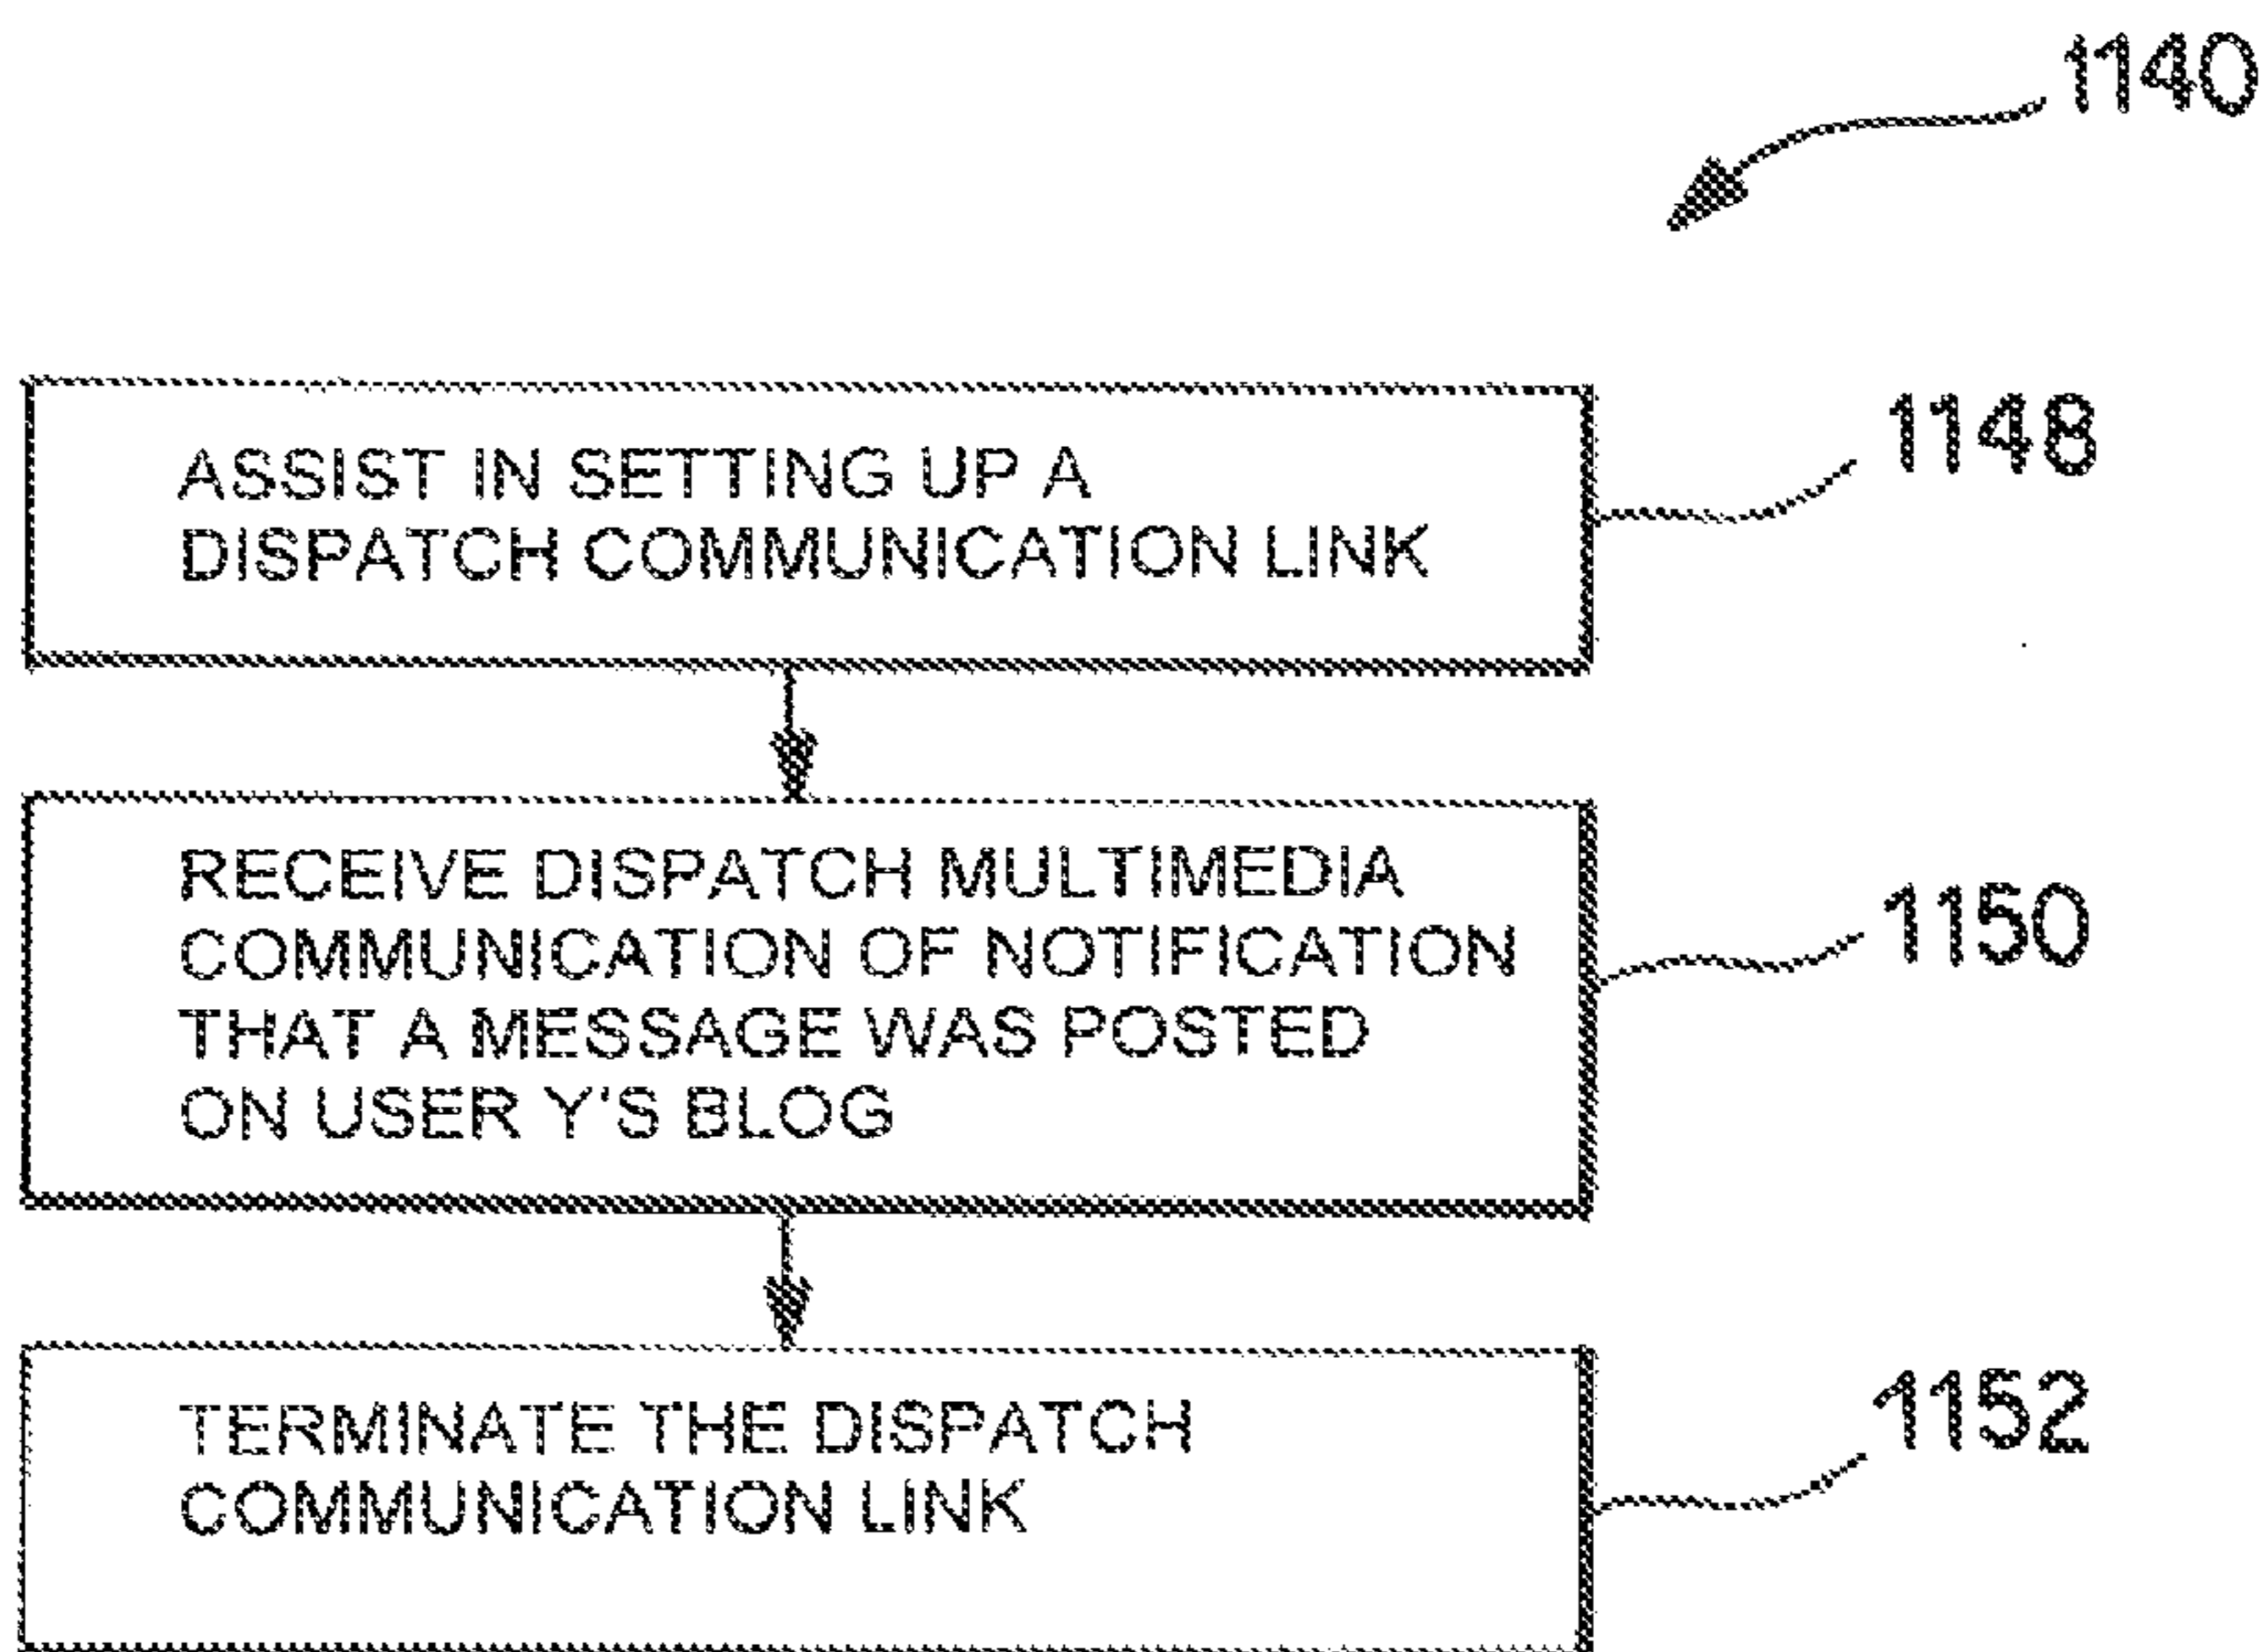 1140
ASSIST IN SETTING UP A
DISPATCH COMMUNICATION LINK
1148
RECEIVE DISPATCH MULTIMEDIA
COMMUNICATION OF NOTIFICATION
THAT A MESSAGE WAS POSTED
ON USER Y'S BLOG
1150
TERMINATE THE DISPATCH
COMMUNICATION LINK
1152